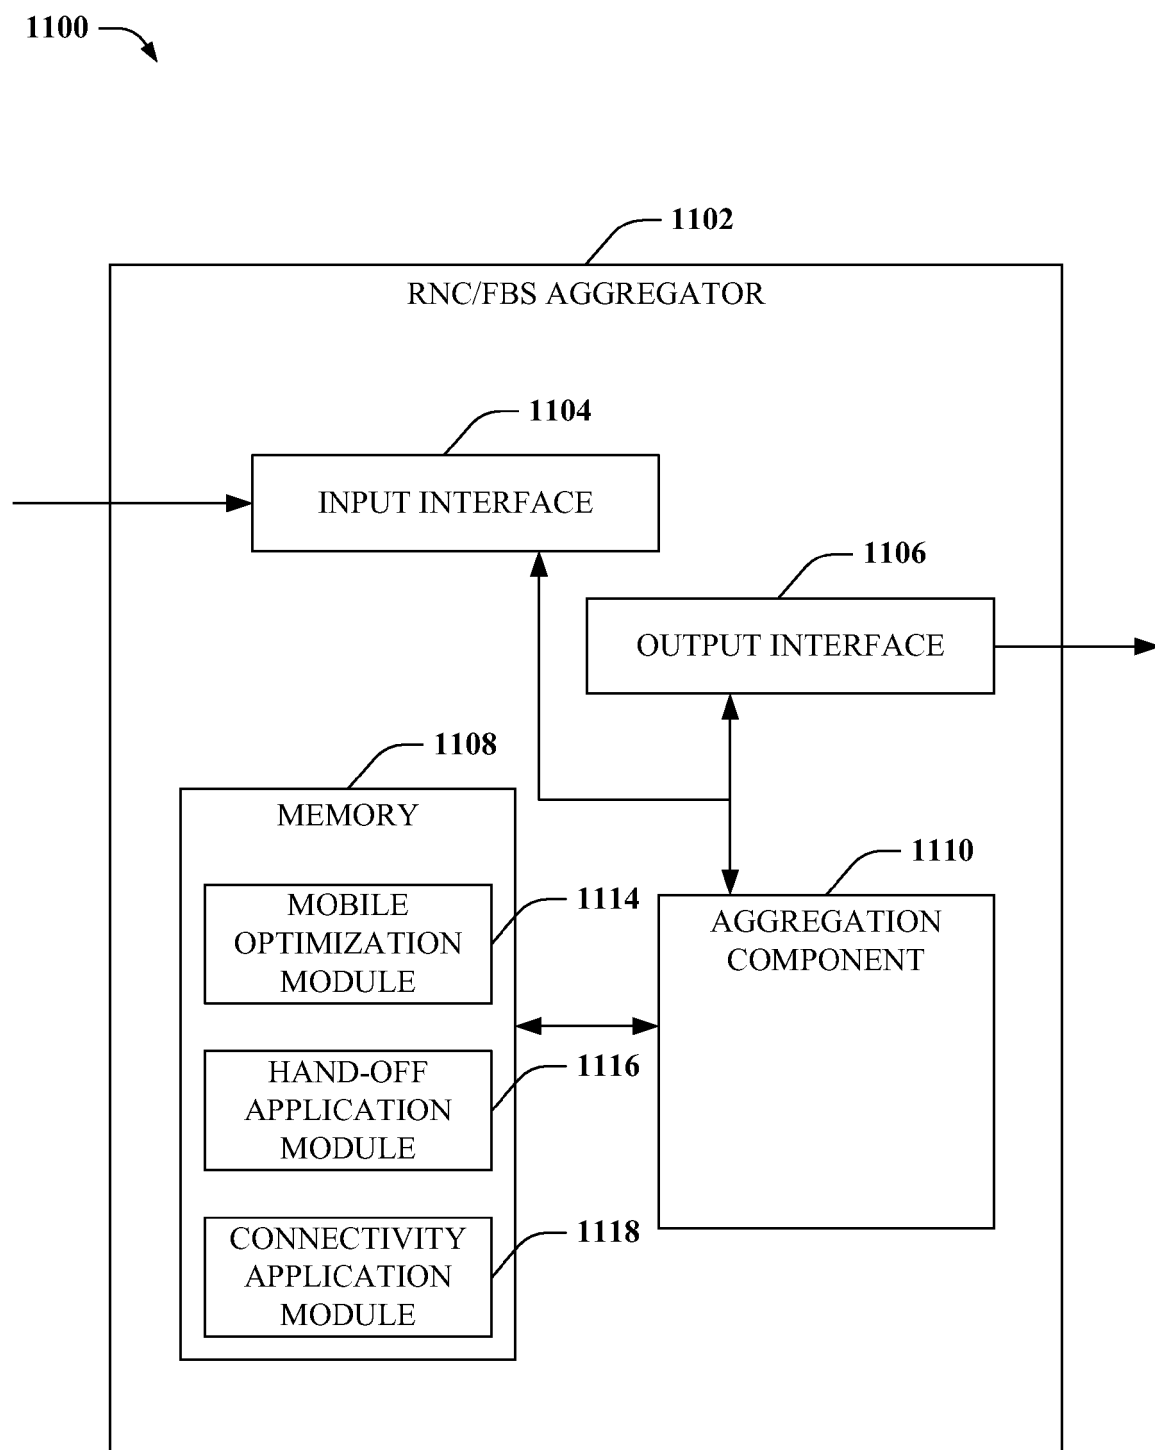 1100
1102
RNC/FBS AGGREGATOR
1104
INPUT INTERFACE
1106
OUTPUT INTERFACE
1108
MEMORY
1110
AGGREGATION
COMPONENT
1114
MOBILE
OPTIMIZATION
MODULE
1116
HAND-OFF
APPLICATION
MODULE
1118
CONNECTIVITY
APPLICATION
MODULE